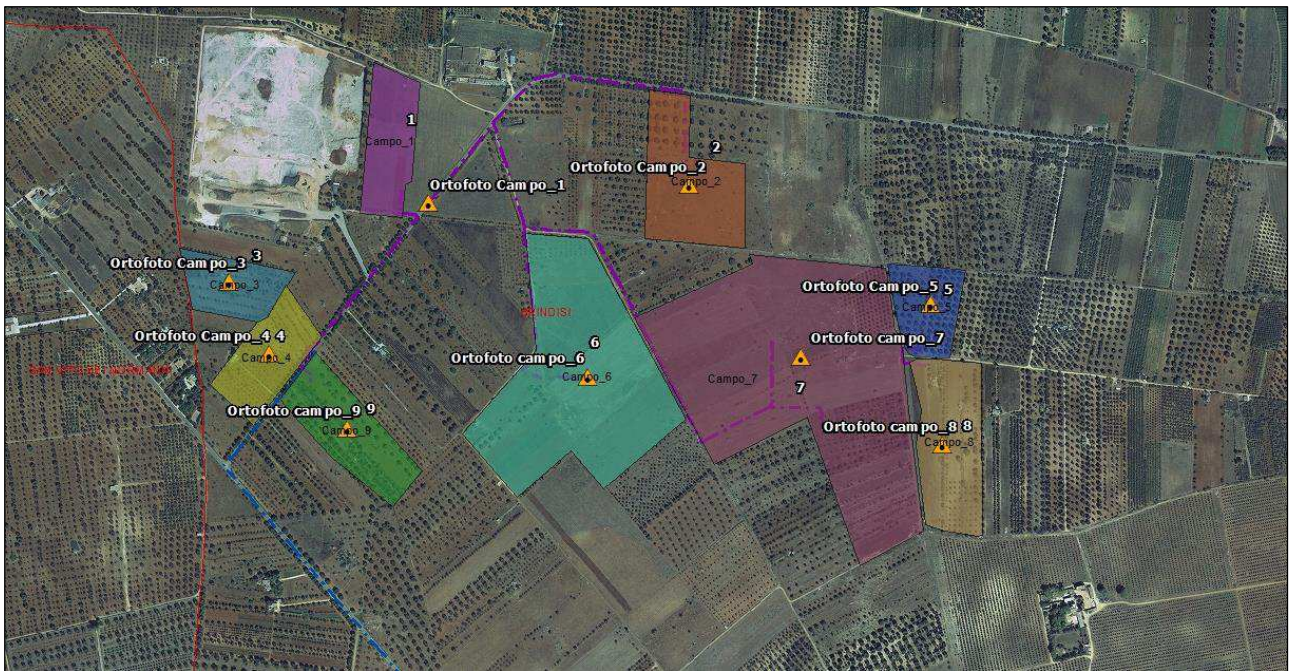 1
Campo_1
Ortofoto Campo_1
2
Ortofoto Campo_2
Campo_2
3
Ortofoto Campo_3
Campo_3
Ortofoto Campo_5
5
Ortofoto Campo_4
4
Campo_4
BRINDISI
6
Ortofoto campo_6
Campo_6
Ortofoto campo_7
Campo_7
7
Ortofoto campo_9
9
Campo_9
Ortofoto campo_8
8
Campo_8